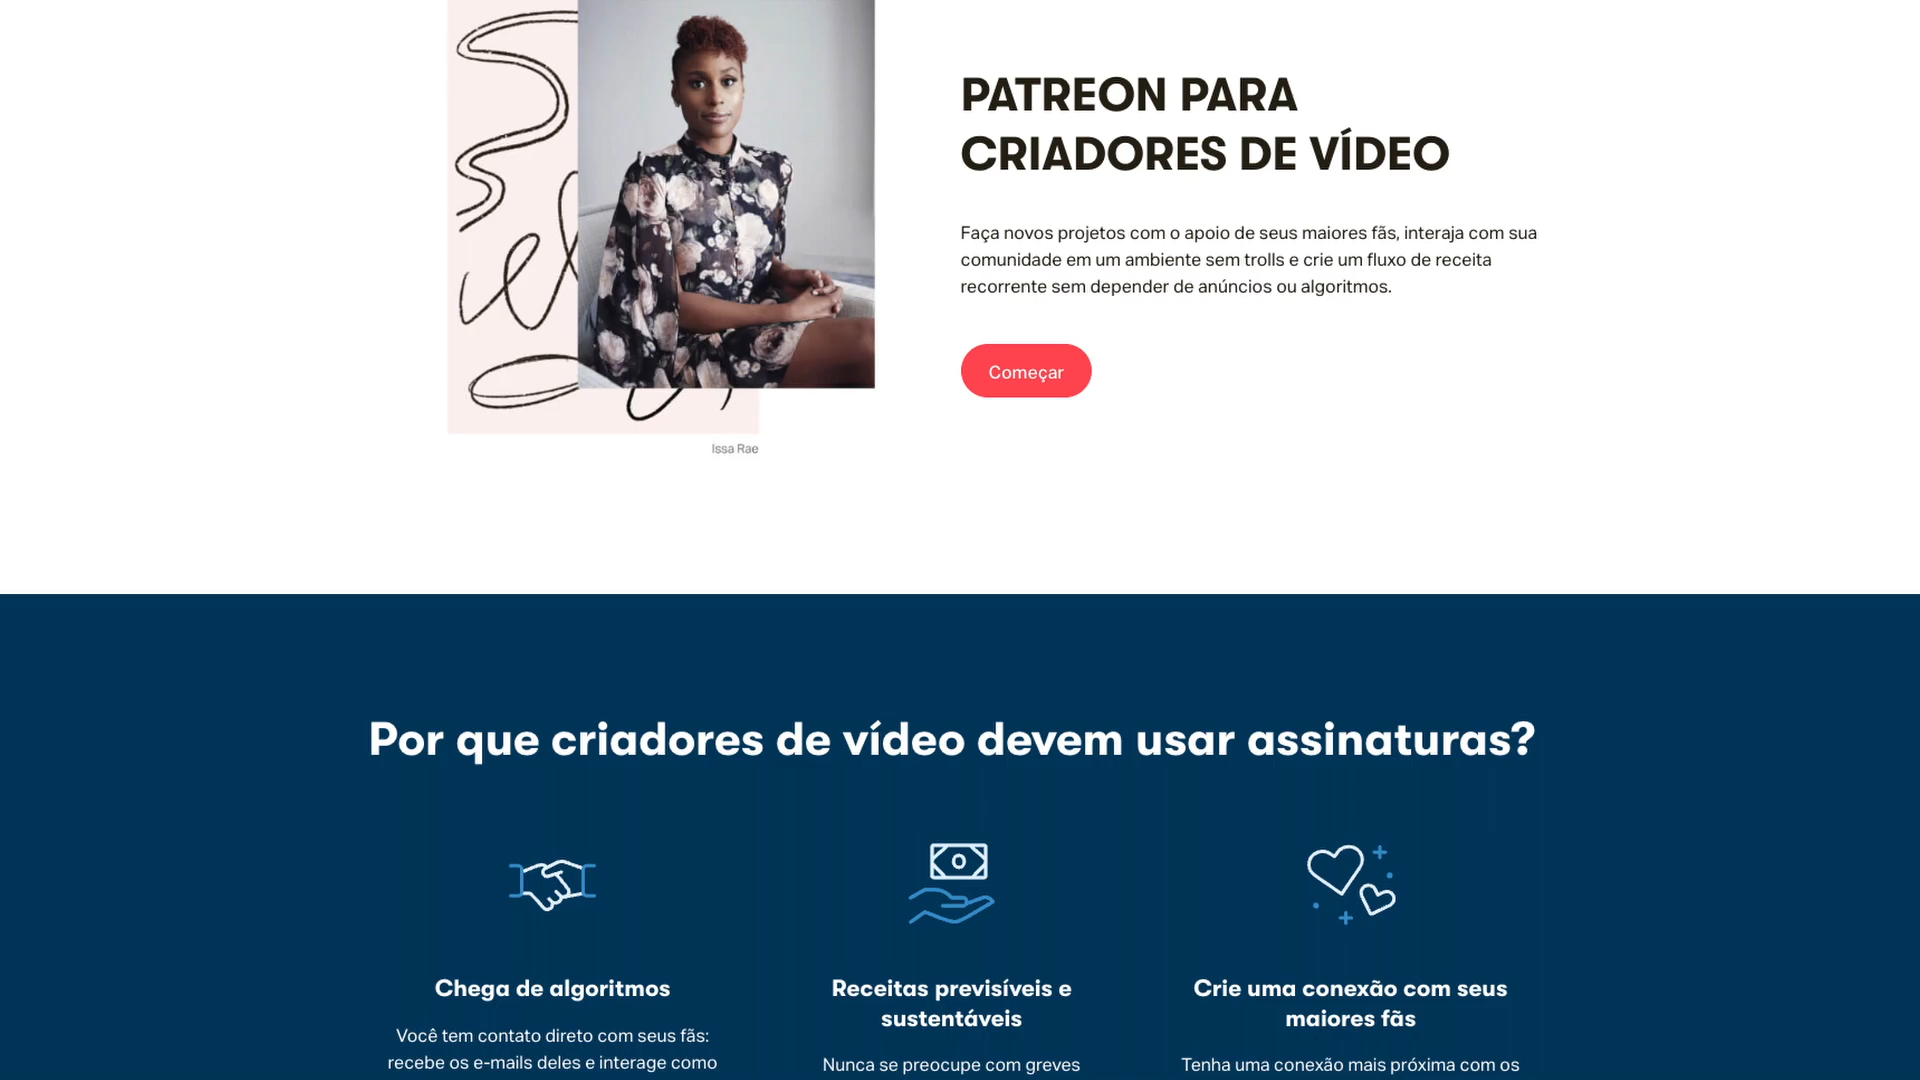 PATREON PARA
CRIADORES DE VÍDEO
Faça novos projetos com o apoio de seus maiores fãs, interaja com sua
comunidade em um ambiente sem trolls e crie um fluxo de receita
recorrente sem depender de anúncios ou algoritmos.
Começar
Issa Rae
Por que criadores de vídeo devem usar assinaturas?
Chega de algoritmos
Você tem contato direto com seus fãs:
recebe os e-mails deles e interage como
Receitas previsíveis e
sustentáveis
Nunca se preocupe com greves
Crie uma conexão com seus
maiores fãs
Tenha uma conexão mais próxima com os